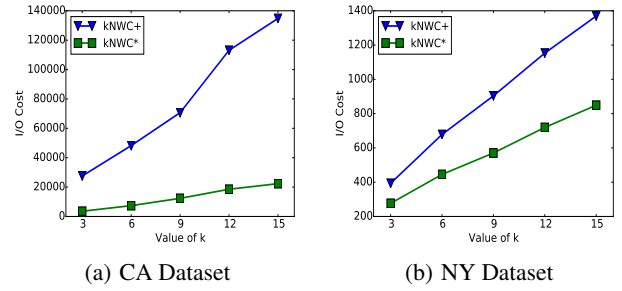 140000
120000
100000
80000
60000
40000
20000
0
I/O Cost
kNWC+
kNWC*
3 6 9 12 15
Value of k
(a) CA Dataset
1400
1200
1000
800
600
400
200
I/O Cost
kNWC+
kNWC*
3 6 9 12 15
Value of k
(b) NY Dataset